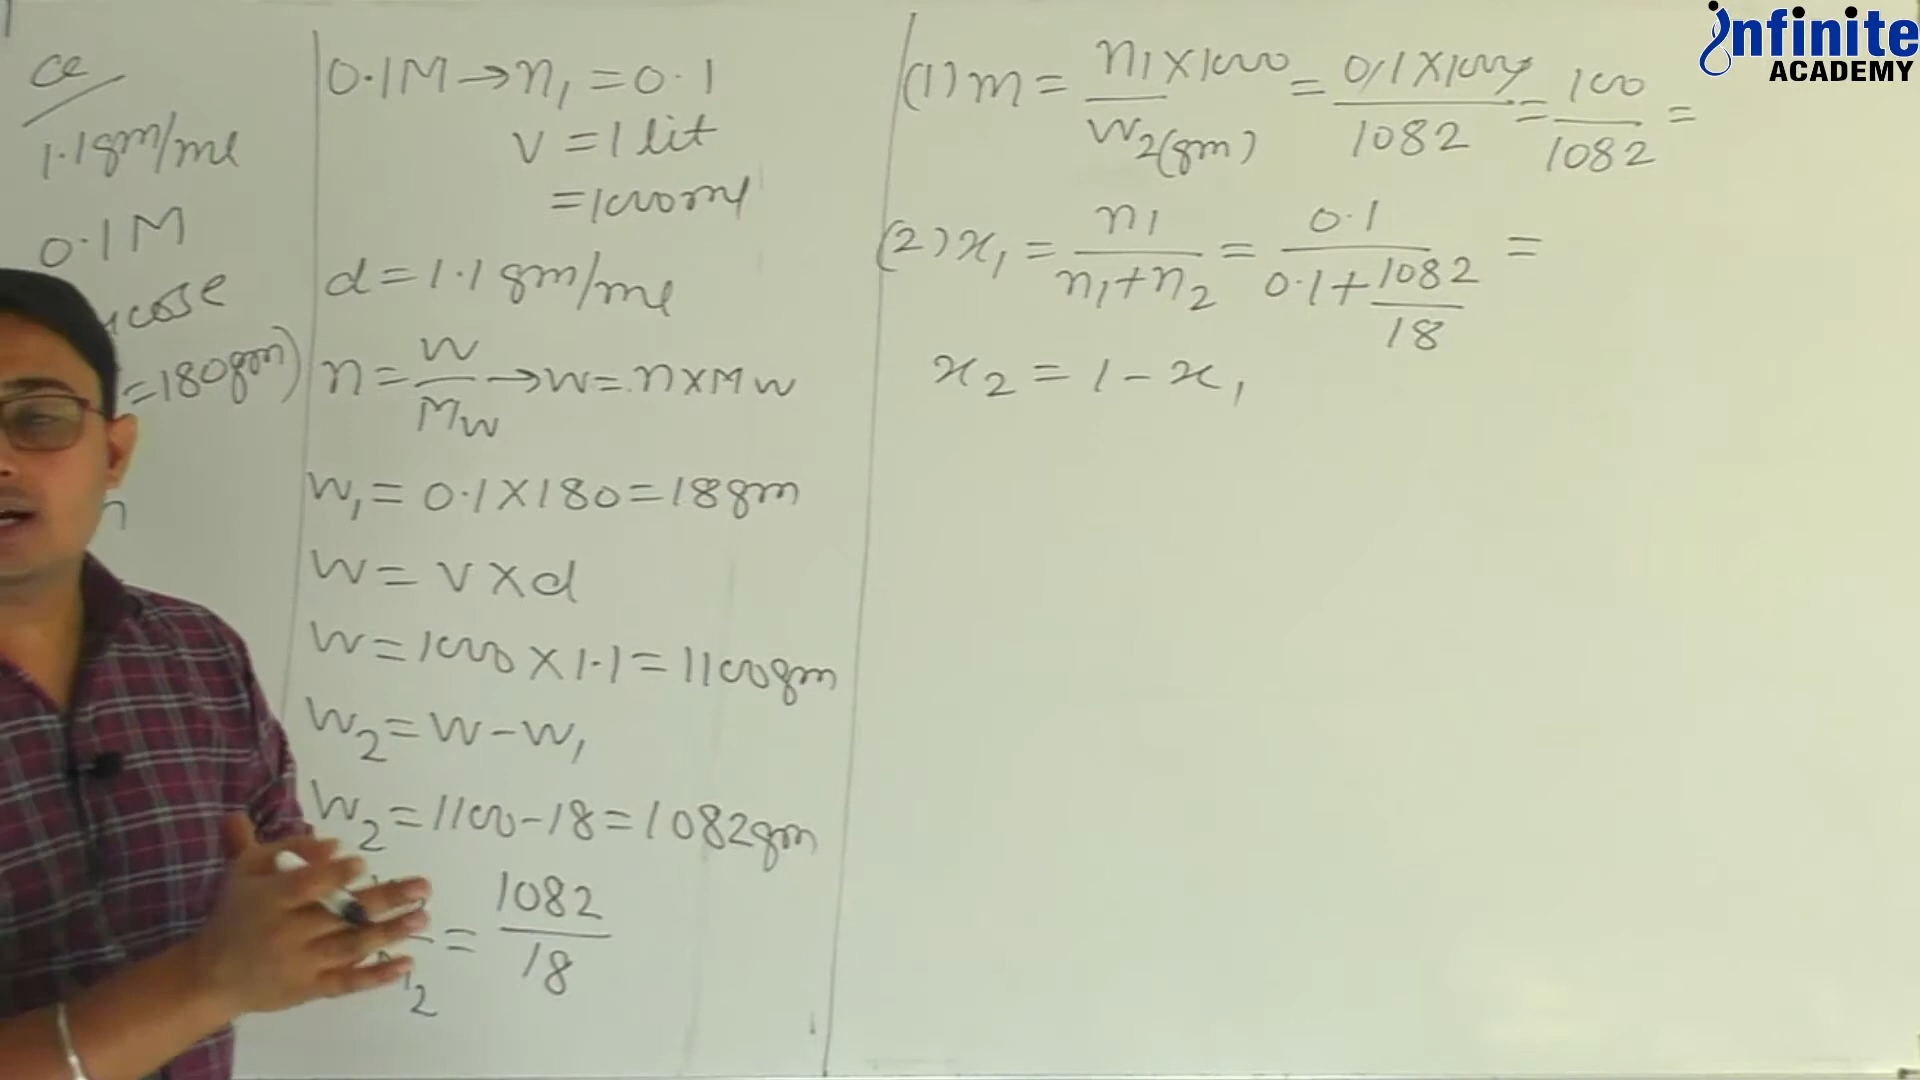 infinite
ACADEMY
1.1gm/ml
0.1M
=180gm)
0.1M → n₁ = 0.1
V = 1 lit
= 1000ml
d = 1.1 gm/ml
n = W/Mw → W = n×Mw
W₁ = 0.1×180 = 18gm
W = V×d
W = 1000×1.1 = 1100gm
W₂ = W-W₁
W₂ = 1100-18 = 1082gm
= 1082/18
(1) m = n₁×1000/W₂(gm) = 0.1×1000/1082 = 100/1082 =
(2) x₁ = n₁/n₁+n₂ = 0.1/0.1+1082/18 =
x₂ = 1 - x₁